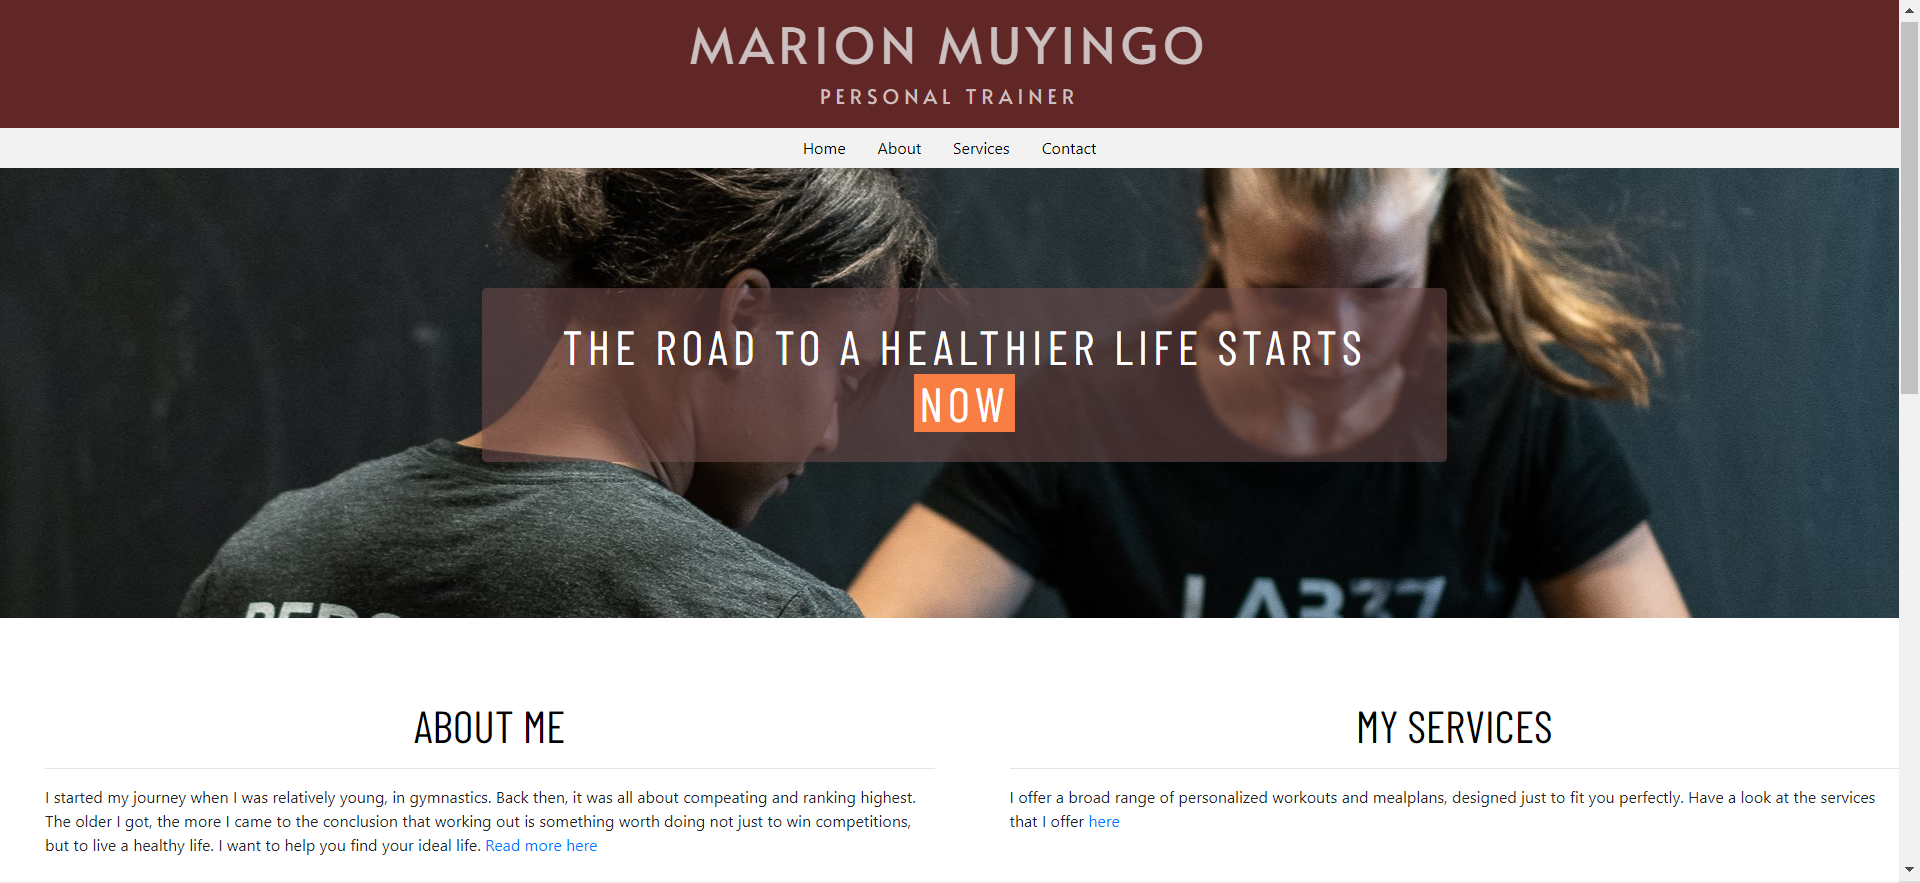 MARION MUYINGO
PERSONAL TRAINER
Home About Services Contact
THE ROAD TO A HEALTHIER LIFE STARTS
NOW
LAB37
ABOUT ME
I started my journey when I was relatively young, in gymnastics. Back then, it was all about compeating and ranking highest.
The older I got, the more I came to the conclusion that working out is something worth doing not just to win competitions,
but to live a healthy life. I want to help you find your ideal life. Read more here
MY SERVICES
I offer a broad range of personalized workouts and mealplans, designed just to fit you perfectly. Have a look at the services
that I offer here